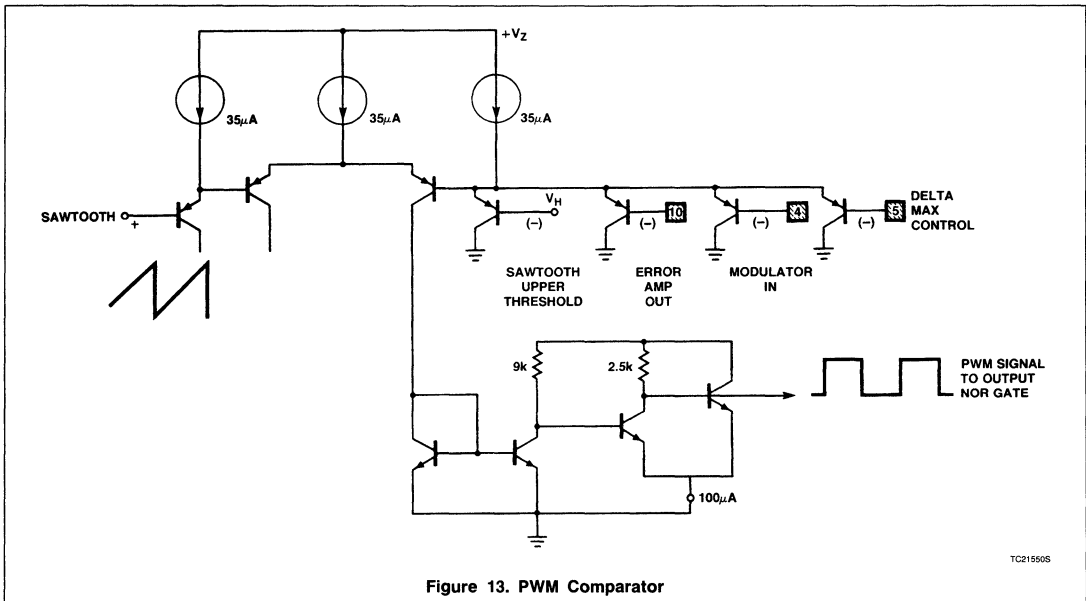 +VZ
35μA
35μA
35μA
SAWTOOTH
+
VH
(−)
10
(−)
4
(−)
5
(−)
DELTA
MAX
CONTROL
SAWTOOTH
UPPER
THRESHOLD
ERROR
AMP
OUT
MODULATOR
IN
9k
2.5k
PWM SIGNAL
TO OUTPUT
NOR GATE
100μA
TC21550S
Figure 13. PWM Comparator